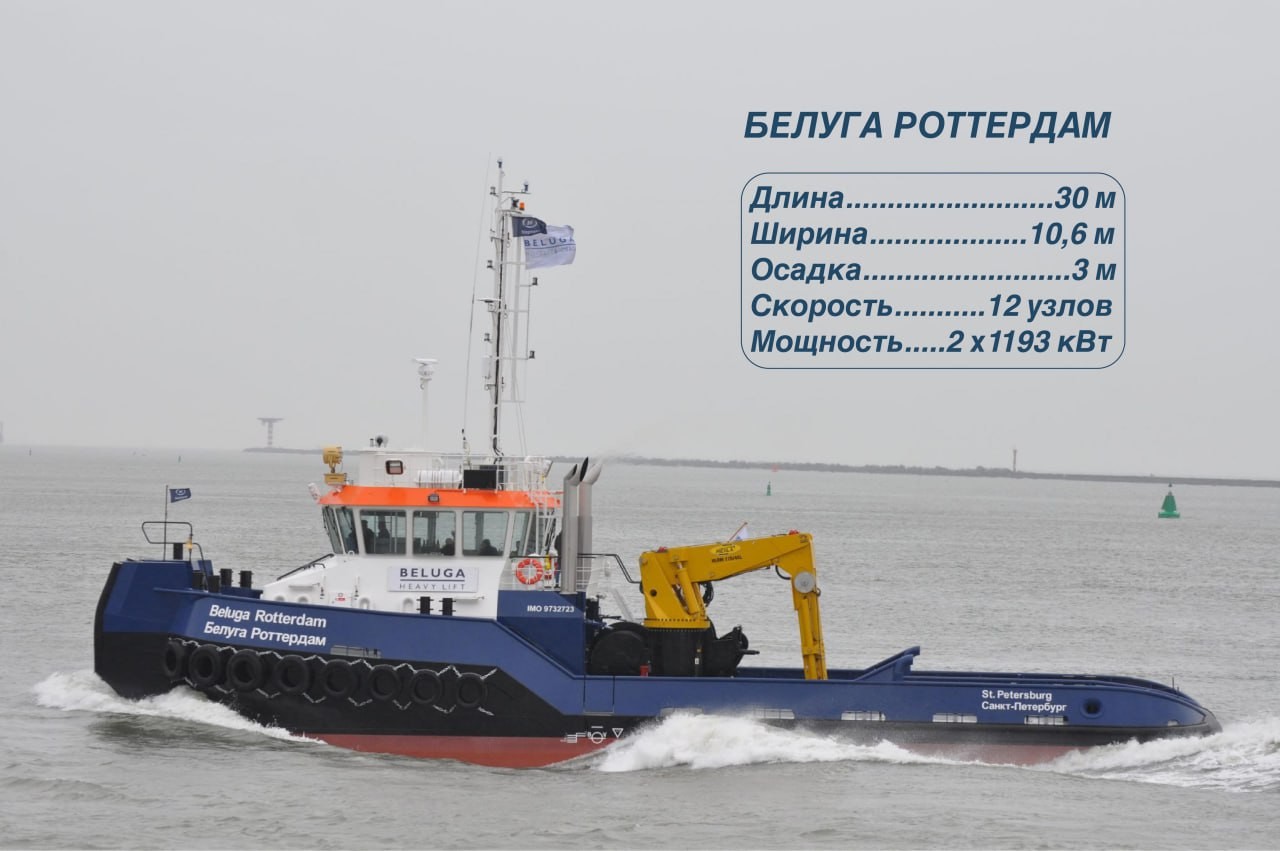 БЕЛУГА РОТТЕРДАМ
Длина.........................30 м
Ширина...................10,6 м
Осадка.........................3 м
Скорость...........12 узлов
Мощность.....2 х1193 кВт
BELUGA
BELUGA
HEAVY LIFT
IMO 9732723
Beluga Rotterdam
Белуга Роттердам
St. Petersburg
Санкт-Петербург